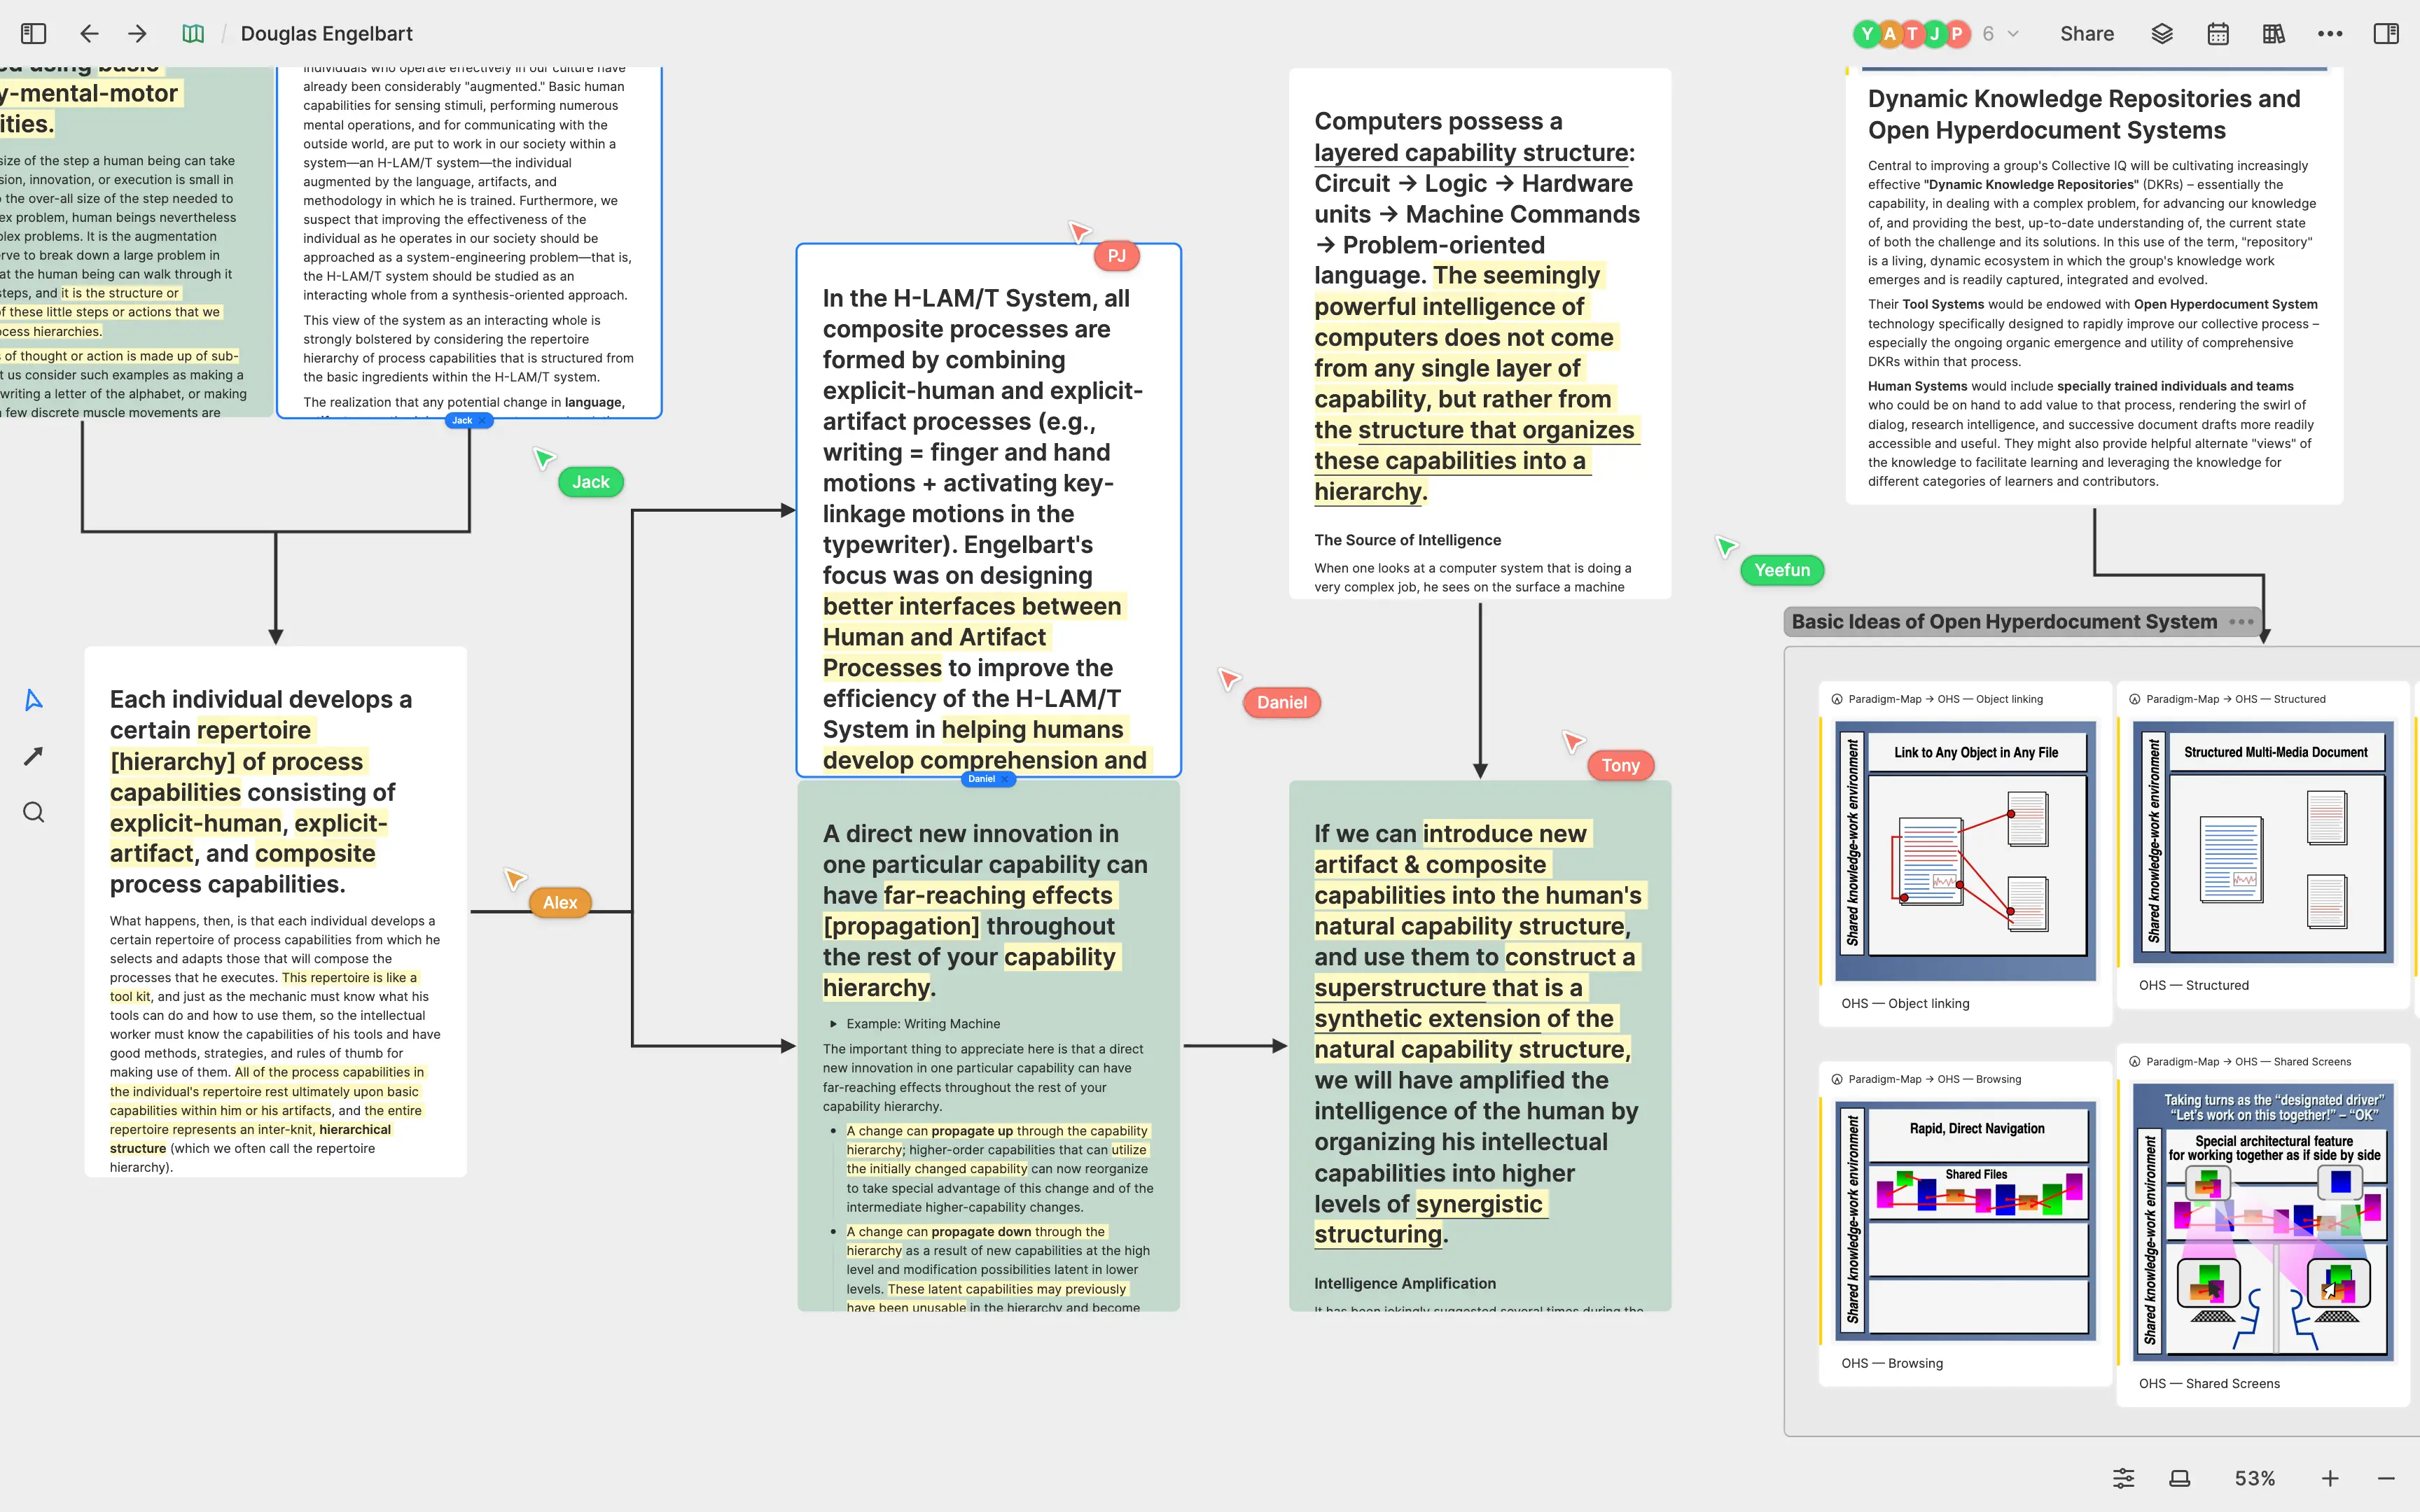 Douglas Engelbart
Y A T J P 6
Share
ed using basic
y-mental-motor
ities.
size of the step a human being can take
sion, innovation, or execution is small in
the over-all size of the step needed to
ex problem, human beings nevertheless
plex problems. It is the augmentation
erve to break down a large problem in
at the human being can walk through it
steps, and it is the structure or
of these little steps or actions that we
ocess hierarchies.
of thought or action is made up of sub-
t us consider such examples as making a
writing a letter of the alphabet, or making
few discrete muscle movements are
individuals who operate effectively in our culture have
already been considerably "augmented." Basic human
capabilities for sensing stimuli, performing numerous
mental operations, and for communicating with the
outside world, are put to work in our society within a
system—an H-LAM/T system—the individual
augmented by the language, artifacts, and
methodology in which he is trained. Furthermore, we
suspect that improving the effectiveness of the
individual as he operates in our society should be
approached as a system-engineering problem—that is,
the H-LAM/T system should be studied as an
interacting whole from a synthesis-oriented approach.
This view of the system as an interacting whole is
strongly bolstered by considering the repertoire
hierarchy of process capabilities that is structured from
the basic ingredients within the H-LAM/T system.
The realization that any potential change in language,
Jack ×
Jack
Each individual develops a
certain repertoire
[hierarchy] of process
capabilities consisting of
explicit-human, explicit-
artifact, and composite
process capabilities.
What happens, then, is that each individual develops a
certain repertoire of process capabilities from which he
selects and adapts those that will compose the
processes that he executes. This repertoire is like a
tool kit, and just as the mechanic must know what his
tools can do and how to use them, so the intellectual
worker must know the capabilities of his tools and have
good methods, strategies, and rules of thumb for
making use of them. All of the process capabilities in
the individual's repertoire rest ultimately upon basic
capabilities within him or his artifacts, and the entire
repertoire represents an inter-knit, hierarchical
structure (which we often call the repertoire
hierarchy).
Alex
PJ
In the H-LAM/T System, all
composite processes are
formed by combining
explicit-human and explicit-
artifact processes (e.g.,
writing = finger and hand
motions + activating key-
linkage motions in the
typewriter). Engelbart's
focus was on designing
better interfaces between
Human and Artifact
Processes to improve the
efficiency of the H-LAM/T
System in helping humans
develop comprehension and
Daniel ×
A direct new innovation in
one particular capability can
have far-reaching effects
[propagation] throughout
the rest of your capability
hierarchy.
Example: Writing Machine
The important thing to appreciate here is that a direct
new innovation in one particular capability can have
far-reaching effects throughout the rest of your
capability hierarchy.
• A change can propagate up through the capability
hierarchy; higher-order capabilities that can utilize
the initially changed capability can now reorganize
to take special advantage of this change and of the
intermediate higher-capability changes.
• A change can propagate down through the
hierarchy as a result of new capabilities at the high
level and modification possibilities latent in lower
levels. These latent capabilities may previously
have been unusable in the hierarchy and become
Daniel
Computers possess a
layered capability structure:
Circuit → Logic → Hardware
units → Machine Commands
→ Problem-oriented
language. The seemingly
powerful intelligence of
computers does not come
from any single layer of
capability, but rather from
the structure that organizes
these capabilities into a
hierarchy.
The Source of Intelligence
When one looks at a computer system that is doing a
very complex job, he sees on the surface a machine
Tony
If we can introduce new
artifact & composite
capabilities into the human's
natural capability structure,
and use them to construct a
superstructure that is a
synthetic extension of the
natural capability structure,
we will have amplified the
intelligence of the human by
organizing his intellectual
capabilities into higher
levels of synergistic
structuring.
Intelligence Amplification
It has been jokingly suggested several times during the
Yeefun
Dynamic Knowledge Repositories and
Open Hyperdocument Systems
Central to improving a group's Collective IQ will be cultivating increasingly
effective "Dynamic Knowledge Repositories" (DKRs) – essentially the
capability, in dealing with a complex problem, for advancing our knowledge
of, and providing the best, up-to-date understanding of, the current state
of both the challenge and its solutions. In this use of the term, "repository"
is a living, dynamic ecosystem in which the group's knowledge work
emerges and is readily captured, integrated and evolved.
Their Tool Systems would be endowed with Open Hyperdocument System
technology specifically designed to rapidly improve our collective process –
especially the ongoing organic emergence and utility of comprehensive
DKRs within that process.
Human Systems would include specially trained individuals and teams
who could be on hand to add value to that process, rendering the swirl of
dialog, research intelligence, and successive document drafts more readily
accessible and useful. They might also provide helpful alternate "views" of
the knowledge to facilitate learning and leveraging the knowledge for
different categories of learners and contributors.
Basic Ideas of Open Hyperdocument System
Paradigm-Map → OHS — Object linking
Shared knowledge-work environment
Link to Any Object in Any File
OHS — Object linking
Paradigm-Map → OHS — Structured
Shared knowledge-work environment
Structured Multi-Media Document
OHS — Structured
Paradigm-Map → OHS — Browsing
Shared knowledge-work environment
Rapid, Direct Navigation
Shared Files
OHS — Browsing
Paradigm-Map → OHS — Shared Screens
Taking turns as the “designated driver”
“Let's work on this together!” – “OK”
Shared knowledge-work environment
Special architectural feature
for working together as if side by side
OHS — Shared Screens
53%